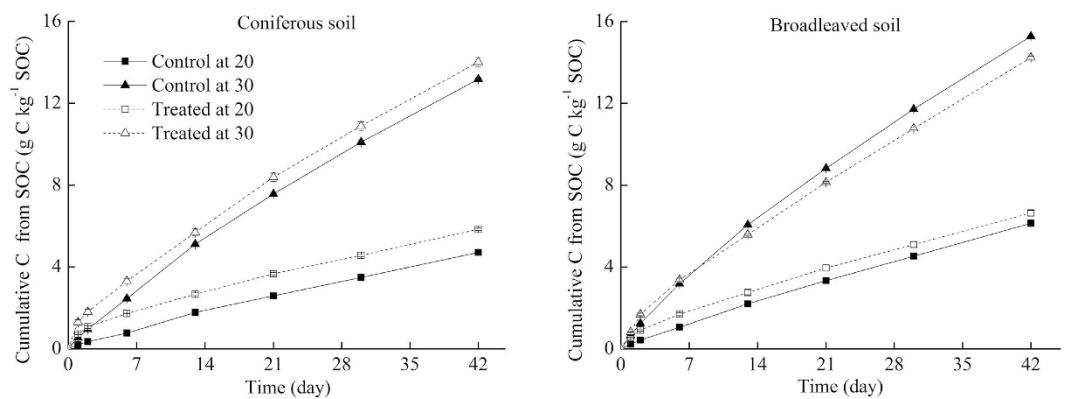 Coniferous soil
Control at 20
Control at 30
Treated at 20
Treated at 30
Cumulative C from SOC (g C kg⁻¹ SOC)
16
12
8
4
0
0 7 14 21 28 35 42
Time (day)
Broadleaved soil
Cumulative C from SOC (g C kg⁻¹ SOC)
16
12
8
4
0
0 7 14 21 28 35 42
Time (day)